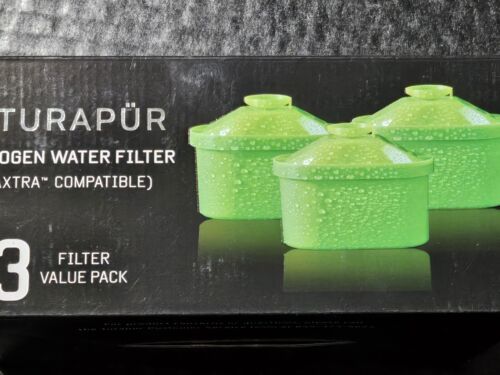 TURAPÜR
OGEN WATER FILTER
AXTRA™ COMPATIBLE)
3 FILTER
VALUE PACK